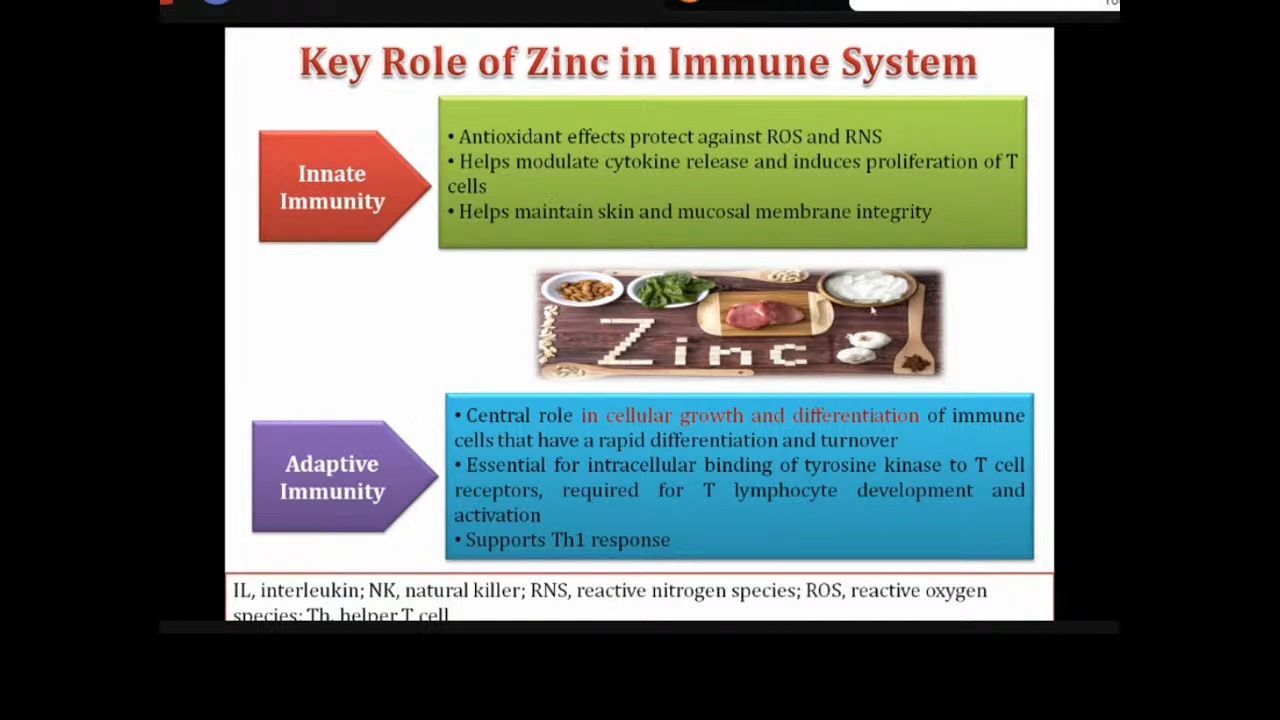 Key Role of Zinc in Immune System
Innate
Immunity
• Antioxidant effects protect against ROS and RNS
• Helps modulate cytokine release and induces proliferation of T
cells
• Helps maintain skin and mucosal membrane integrity
Zinc
Adaptive
Immunity
• Central role in cellular growth and differentiation of immune
cells that have a rapid differentiation and turnover
• Essential for intracellular binding of tyrosine kinase to T cell
receptors, required for T lymphocyte development and
activation
• Supports Th1 response
IL, interleukin; NK, natural killer; RNS, reactive nitrogen species; ROS, reactive oxygen
species; Th, helper T cell